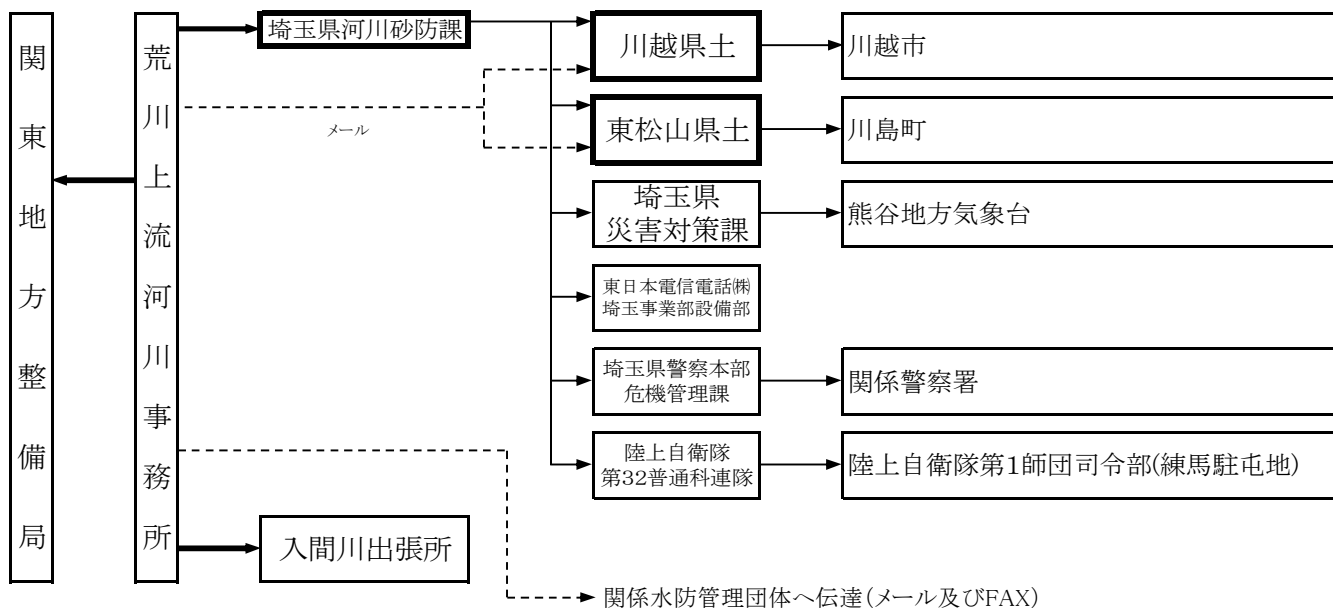 関東地方整備局
荒川上流河川事務所
埼玉県河川砂防課
メール
入間川出張所
川越県土
川越市
東松山県土
川島町
埼玉県
災害対策課
熊谷地方気象台
東日本電信電話㈱
埼玉事業部設備部
埼玉県警察本部
危機管理課
関係警察署
陸上自衛隊
第32普通科連隊
陸上自衛隊第1師団司令部(練馬駐屯地)
関係水防管理団体へ伝達(メール及びFAX)